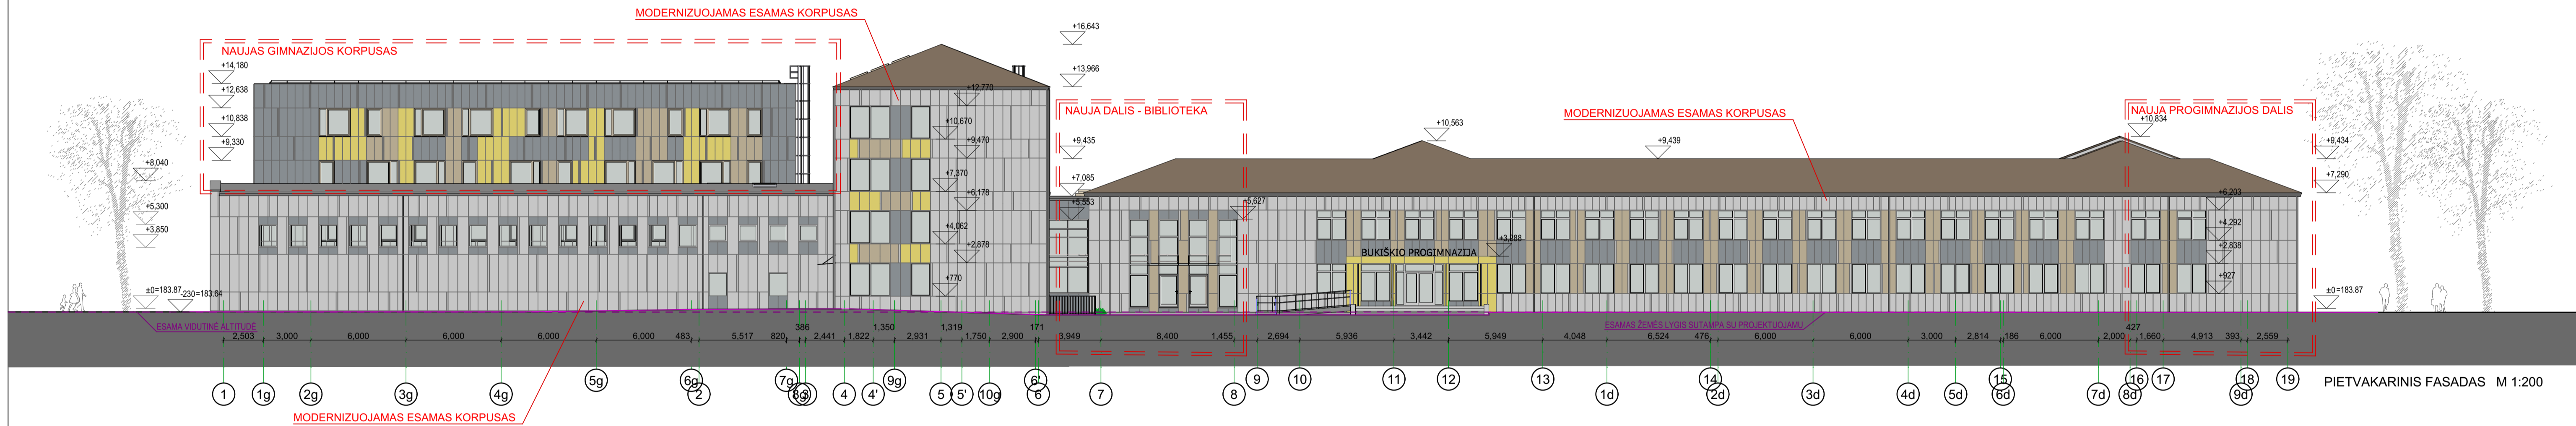 MODERNIZUOJAMAS ESAMAS KORPUSAS
NAUJAS GIMNAZIJOS KORPUSAS
+14,180
+12,638
+10,838
+9,330
+8,040
+5,300
+3,850
±0=183.87
-230=183.64
ESAMA VIDUTINĖ ALTITUDĖ
+16,643
+13,966
+12,770
+10,670
+9,470
+7,370
+6,178
+4,062
+2,878
+770
NAUJA DALIS - BIBLIOTEKA
+9,435
+7,085
+5,553
+5,627
MODERNIZUOJAMAS ESAMAS KORPUSAS
+10,563
+9,439
BUKIŠKIO PROGIMNAZIJA
+3,288
NAUJA PROGIMNAZIJOS DALIS
+10,834
+9,434
+7,290
+6,203
+4,292
+2,838
+927
±0=183.87
ESAMAS ŽEMĖS LYGIS SUTAMPA SU PROJEKTUOJAMU
2,503 3,000 6,000 6,000 6,000 6,000 483 5,517 820 386 2,441 1,822 1,350 2,931 1,319 1,750 2,900 171 3,949 8,400 1,455 2,694 5,936 3,442 5,949 4,048 6,524 476 6,000 6,000 3,000 2,814 186 6,000 2,000 427 1,660 4,913 393 2,559
1 1g 2g 3g 4g 5g 6g 2 7g 8g 3 4 4' 9g 5 5' 10g 6' 6 7 8 9 10 11 12 13 1d 14 2d 3d 4d 5d 15 6d 7d 8d 16 17 9d 18 19
PIETVAKARINIS FASADAS M 1:200
MODERNIZUOJAMAS ESAMAS KORPUSAS